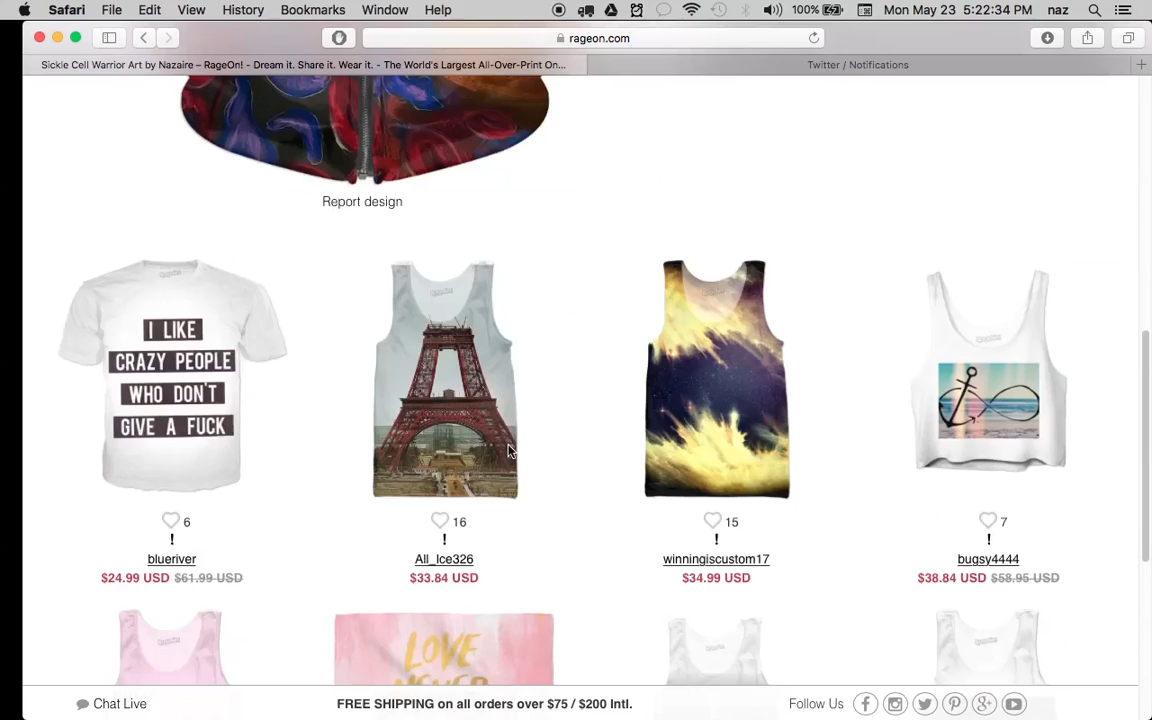 Safari File Edit View History Bookmarks Window Help 100% Mon May 23 5:22:34 PM naz
rageon.com
Sickle Cell Warrior Art by Nazaire – RageOn! - Dream it. Share it. Wear it. - The World's Largest All-Over-Print On... Twitter / Notifications
Report design
I LIKE
CRAZY PEOPLE
WHO DON'T
GIVE A FUCK
6 16 15 7
! ! ! !
blueriver All_Ice326 winningiscustom17 bugsy4444
$24.99 USD $61.99 USD $33.84 USD $34.99 USD $38.84 USD $58.95 USD
LOVE
Chat Live FREE SHIPPING on all orders over $75 / $200 Intl. Follow Us